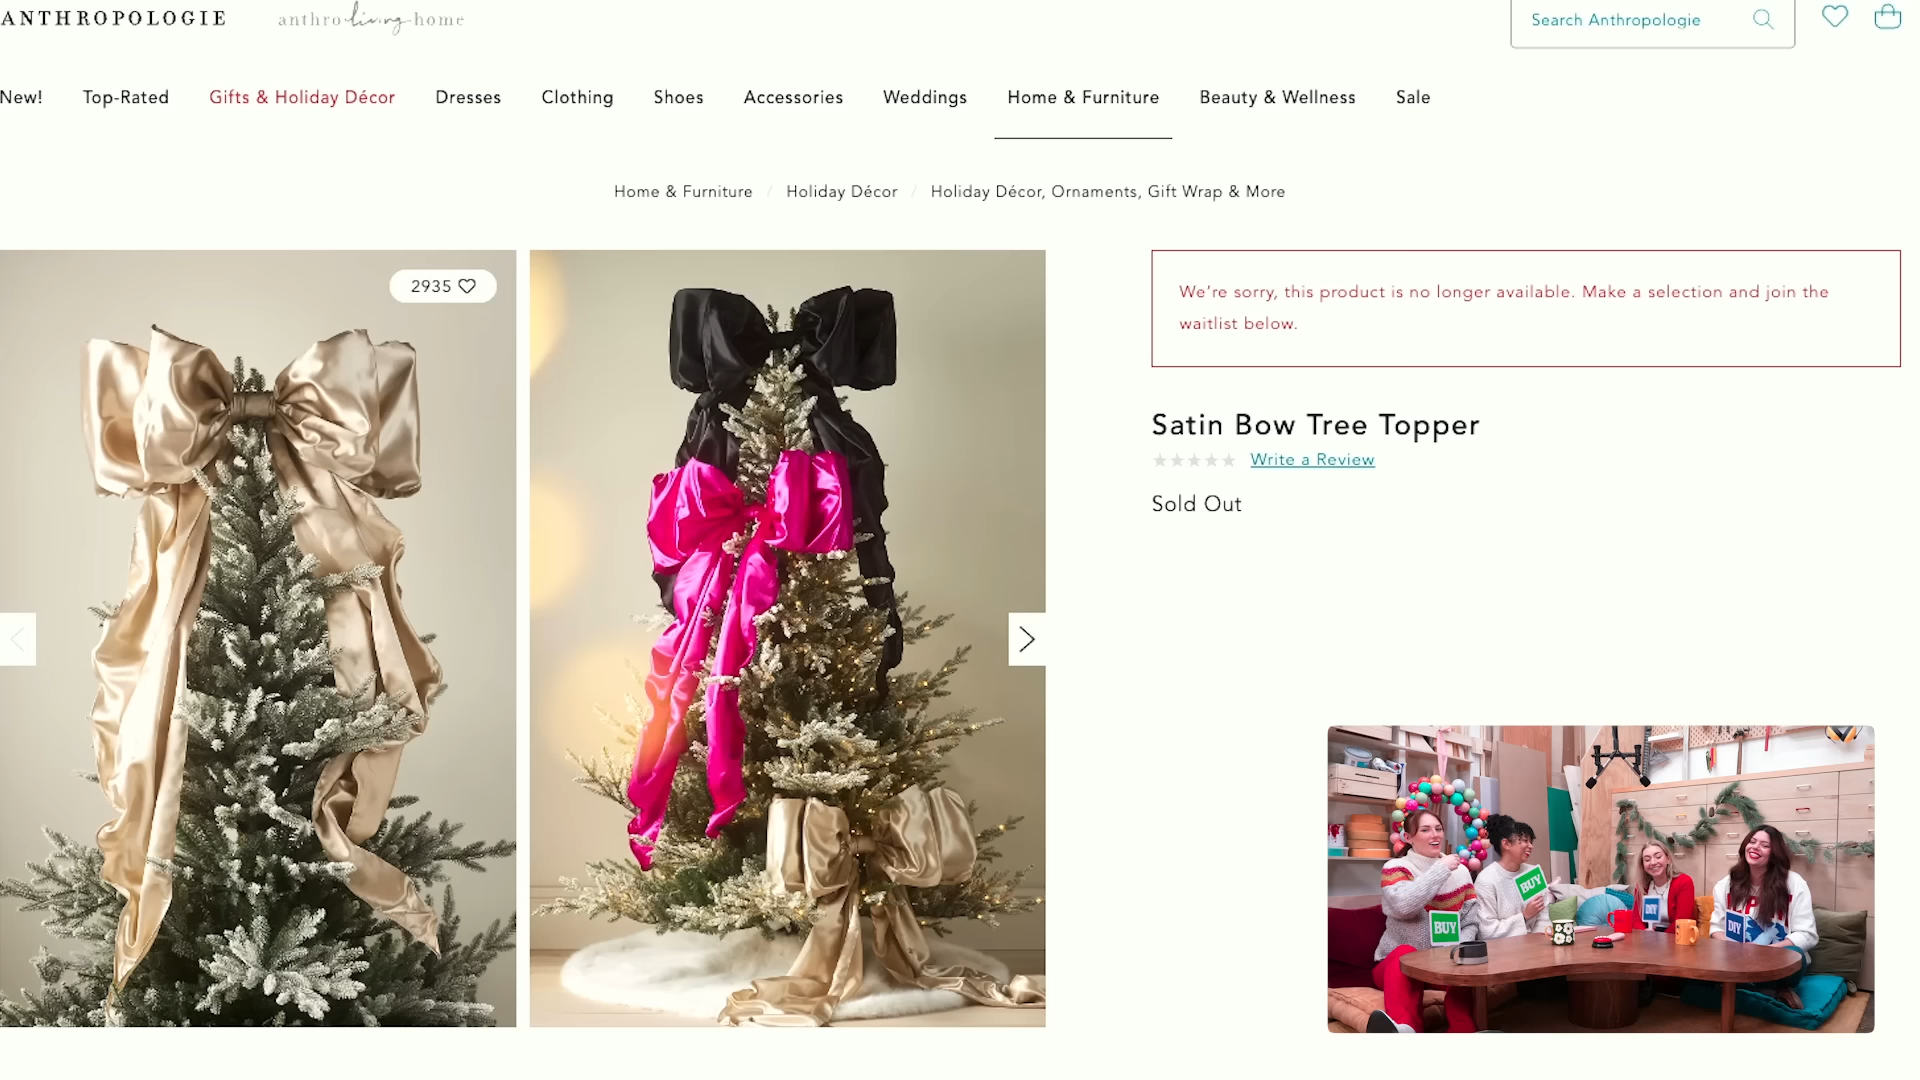 ANTHROPOLOGIE
anthro living home
Search Anthropologie
New! Top-Rated Gifts & Holiday Décor Dresses Clothing Shoes Accessories Weddings Home & Furniture Beauty & Wellness Sale
Home & Furniture / Holiday Décor / Holiday Décor, Ornaments, Gift Wrap & More
2935
We're sorry, this product is no longer available. Make a selection and join the
waitlist below.
Satin Bow Tree Topper
Write a Review
Sold Out
BUY
BUY
DIY
DIY